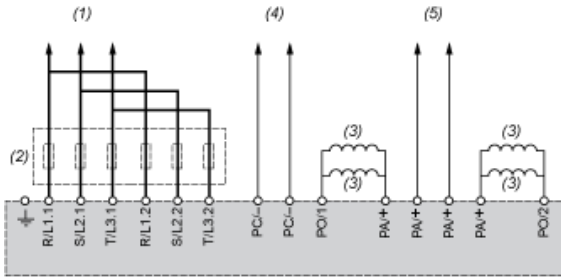 (1)
(4)
(5)
(2)
(3)
(3)
(3)
(3)
R/L1.1
S/L2.1
T/L3.1
R/L1.2
S/L2.2
T/L3.2
PC/–
PC/–
PO/1
PA/+
PA/+
PA/+
PA/+
PO/2